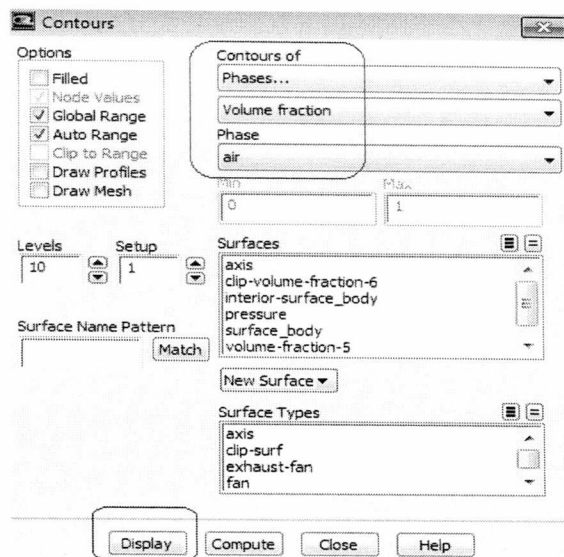 Contours
Options
Filled
Node Values
Global Range
Auto Range
Clip to Range
Draw Profiles
Draw Mesh
Contours of
Phases...
Volume fraction
Phase
air
Min
Max
0
1
Levels
Setup
10
1
Surface Name Pattern
Match
Surfaces
axis
clip-volume-fraction-6
interior-surface_body
pressure
surface_body
volume-fraction-5
New Surface
Surface Types
axis
clip-surf
exhaust-fan
fan
Display
Compute
Close
Help